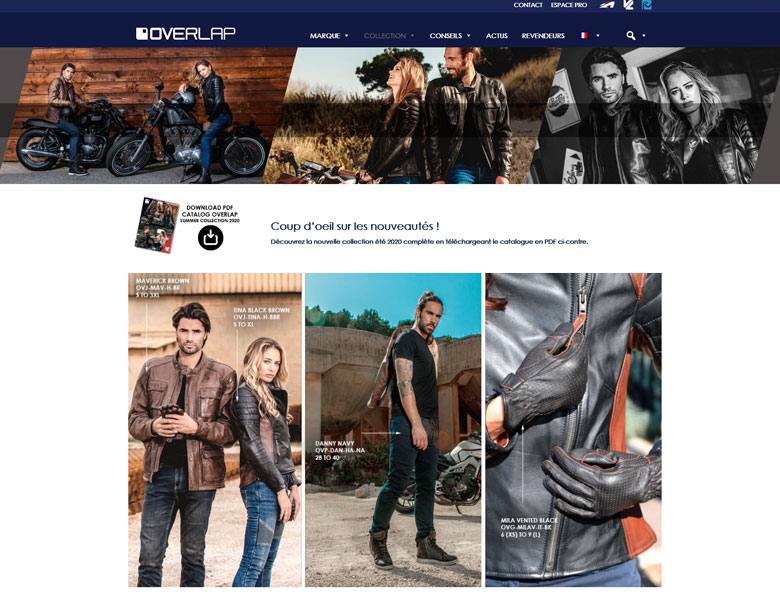 CONTACT ESPACE PRO
OVERLAP
MARQUE COLLECTION CONSEILS ACTUS REVENDEURS
DOWNLOAD PDF
CATALOG OVERLAP
SUMMER COLLECTION 2020
Coup d'oeil sur les nouveautés !
Découvrez la nouvelle collection été 2020 complète en téléchargeant le catalogue en PDF ci-contre.
MAVERICK BROWN
OVJ-MAV-H-BR
S TO 3XL
TINA BLACK BROWN
OVJ-TINA-H-BBR
S TO XL
DANNY NAVY
OVP-DAN-HA-NA
28 TO 40
MILA VENTED BLACK
OVG-MILAV-IT-BK
6 (XS) TO 9 (L)